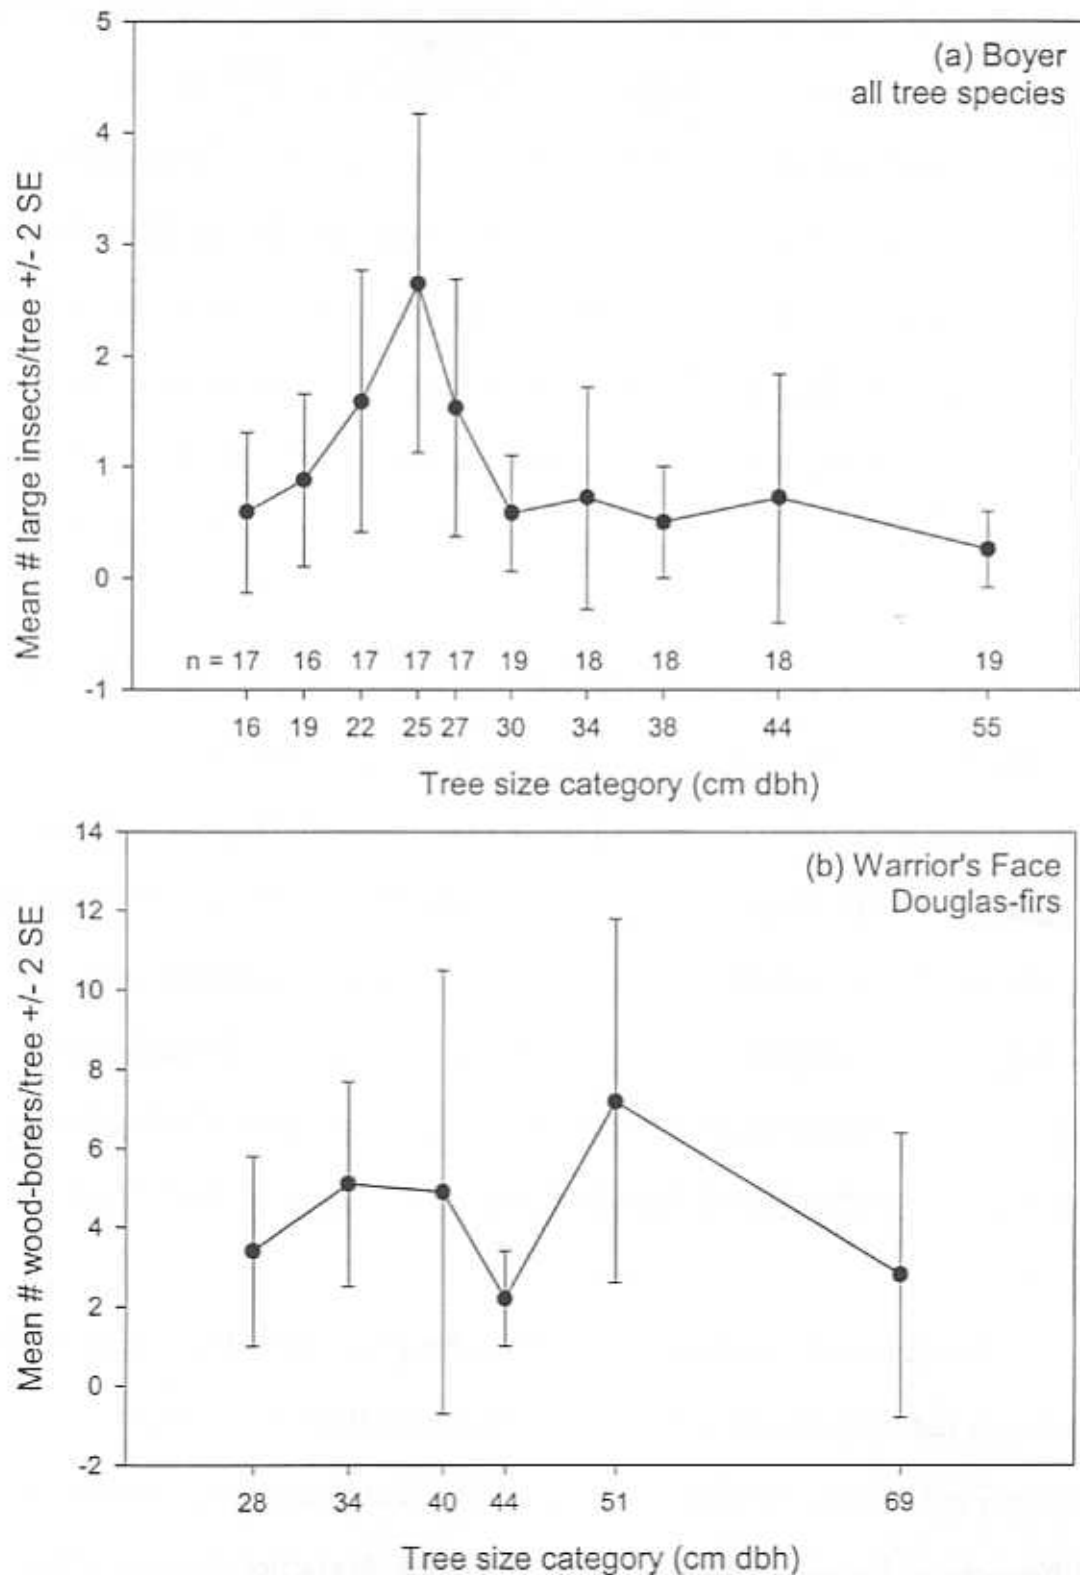 5
(a) Boyer
all tree species
4
3
2
1
0
n = 17 16 17 17 17 19 18 18 18 19
-1
16 19 22 25 27 30 34 38 44 55
Mean # large insects/tree +/- 2 SE
Tree size category (cm dbh)
14
(b) Warrior's Face
Douglas-firs
12
10
8
6
4
2
0
-2
28 34 40 44 51 69
Mean # wood-borers/tree +/- 2 SE
Tree size category (cm dbh)